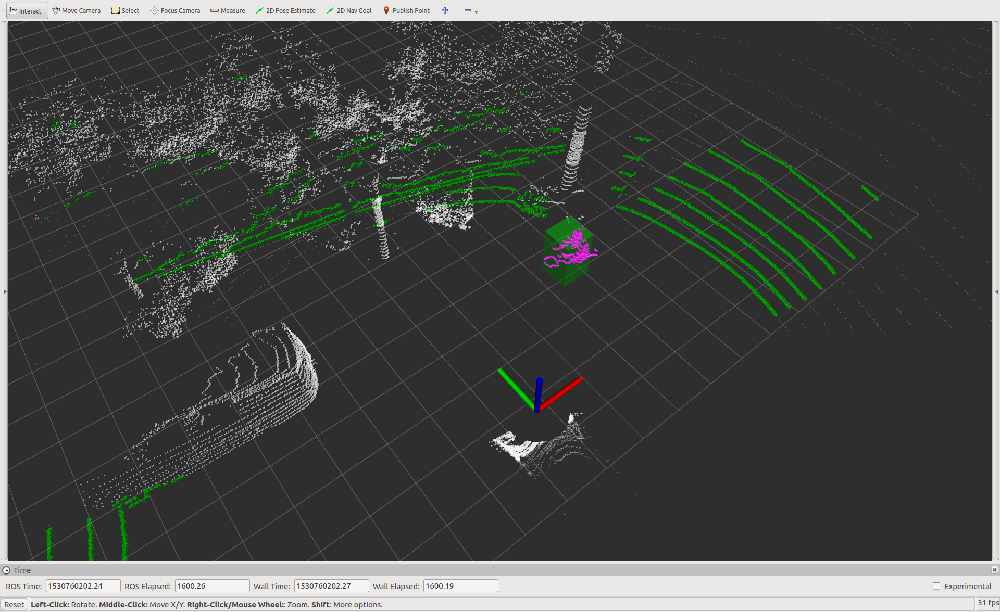 Interact Move Camera Select Focus Camera Measure 2D Pose Estimate 2D Nav Goal Publish Point
Time
ROS Time: 1530760202.24 ROS Elapsed: 1600.26 Wall Time: 1530760202.27 Wall Elapsed: 1600.19 Experimental
Reset Left-Click: Rotate. Middle-Click: Move X/Y. Right-Click/Mouse Wheel:: Zoom. Shift: More options. 31 fps